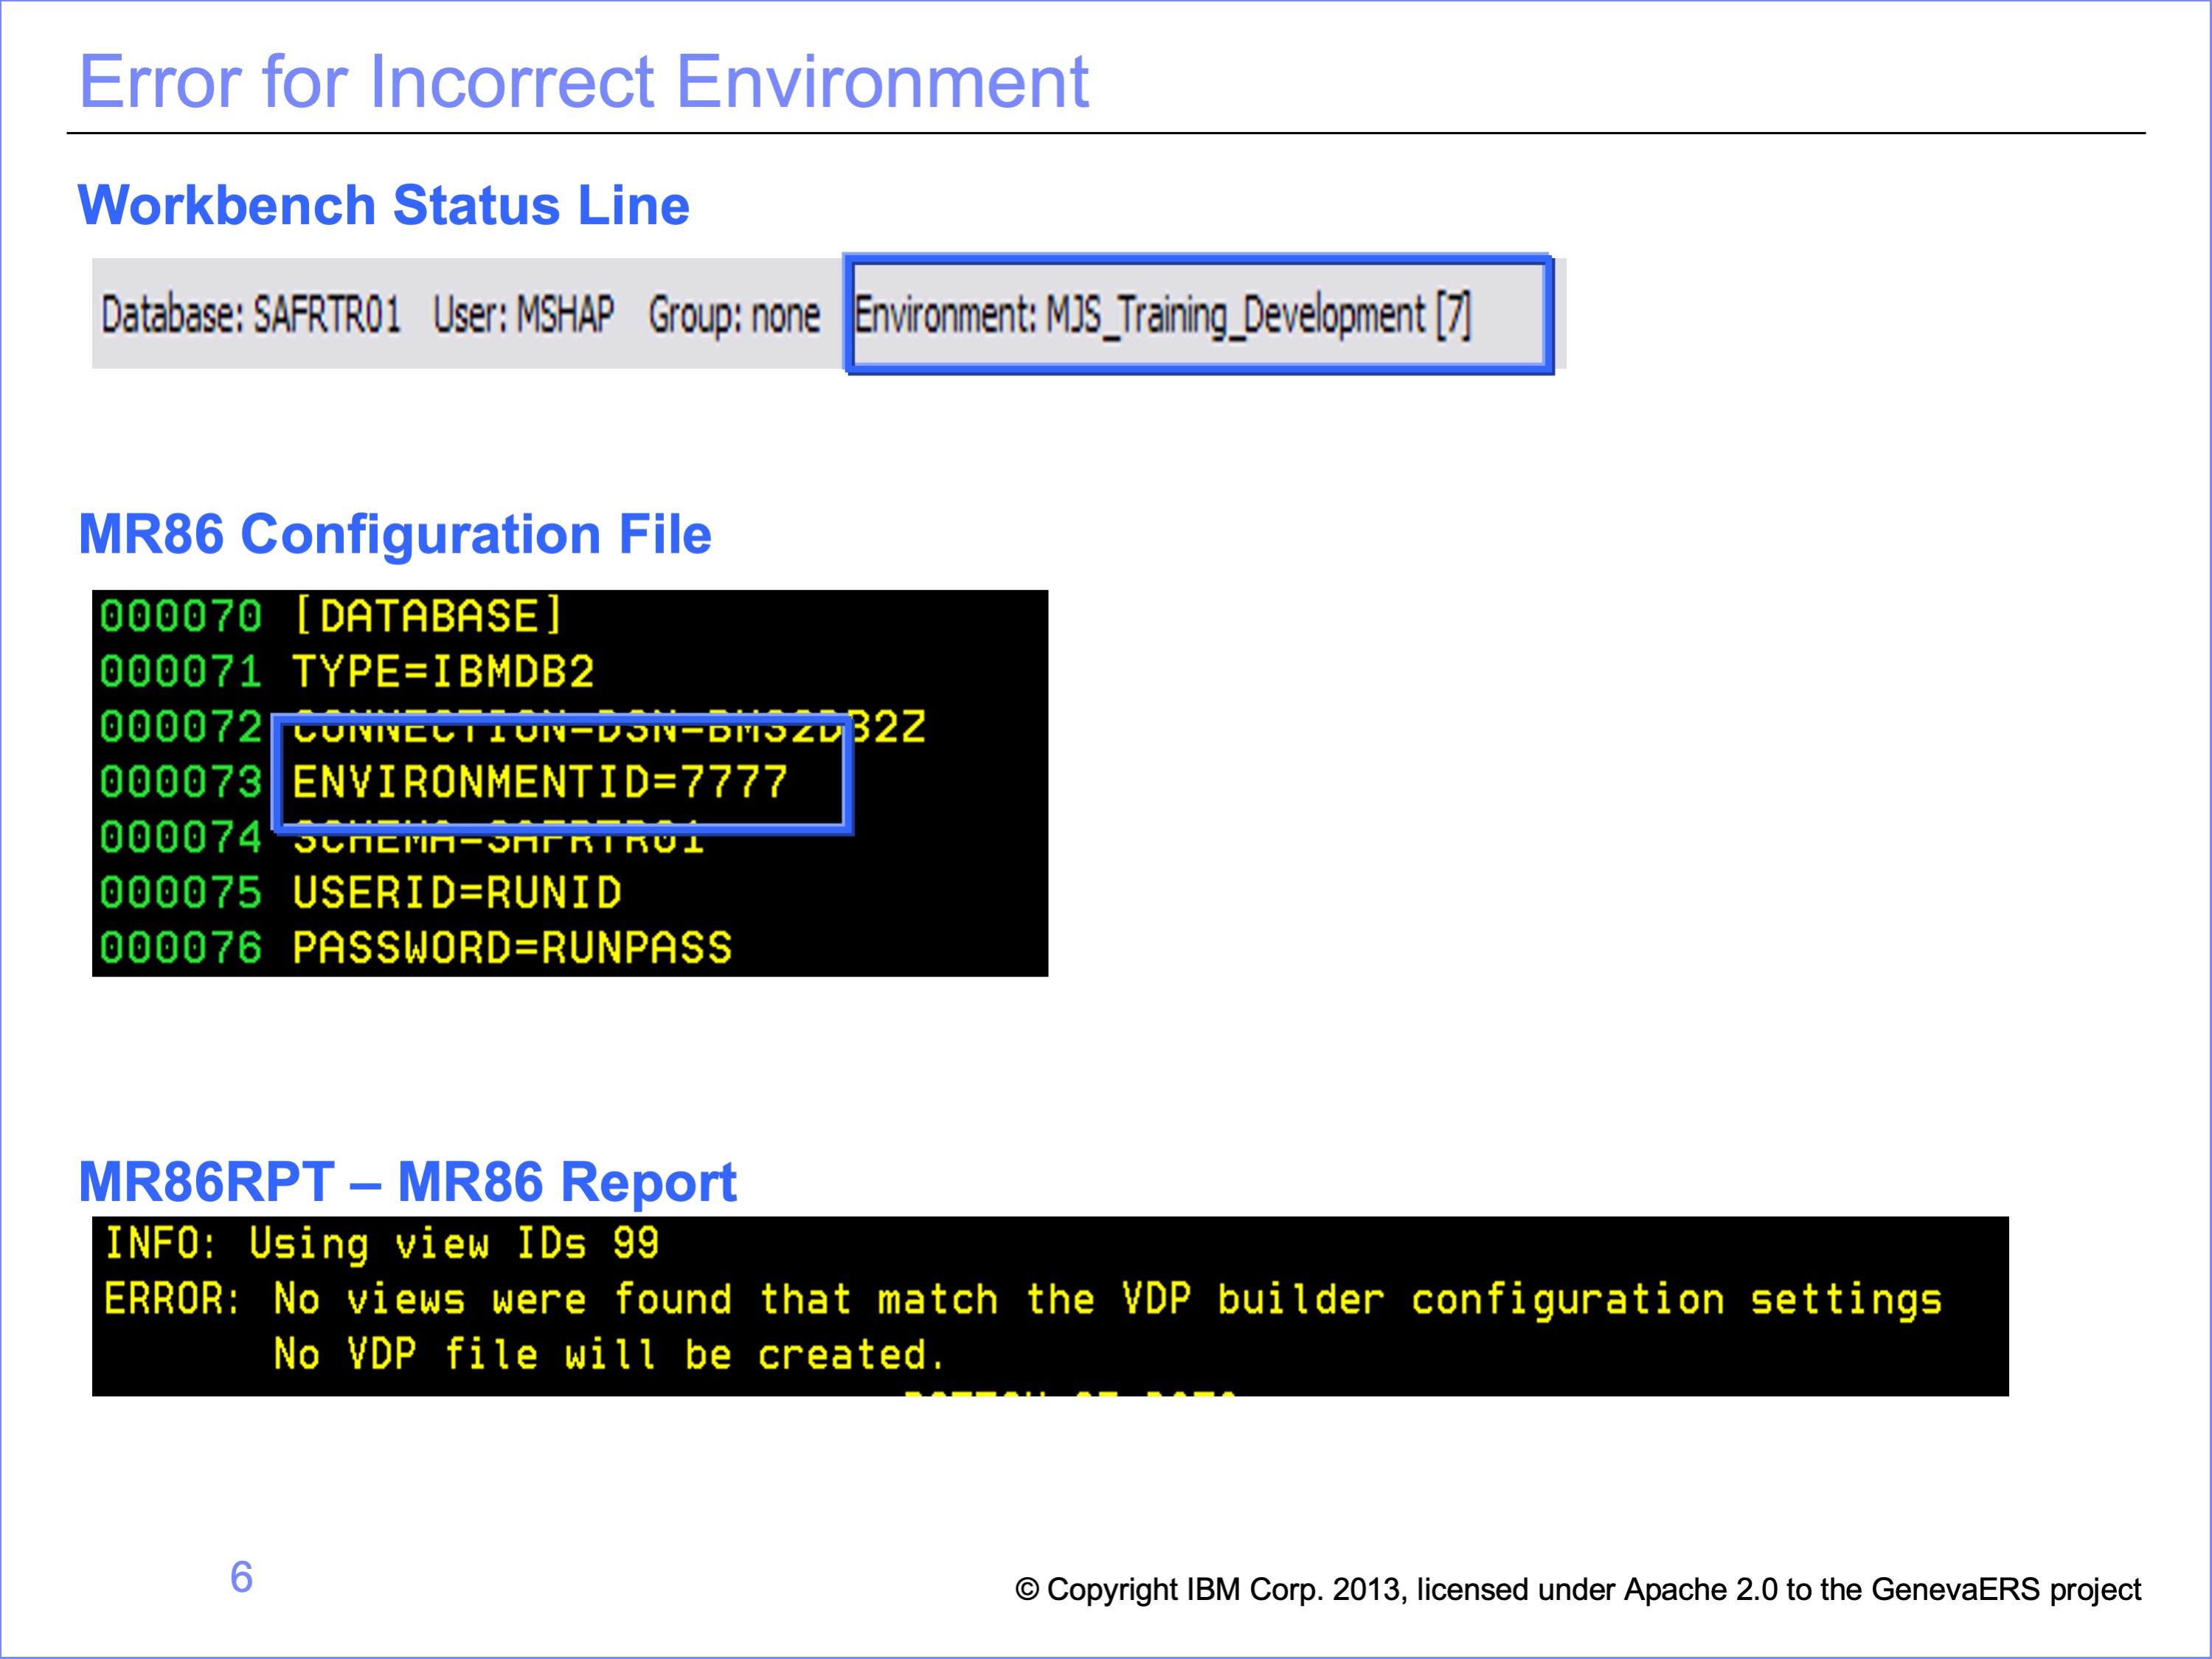 Error for Incorrect Environment
Workbench Status Line
Database: SAFRTR01 User: MSHAP Group: none Environment: MJS_Training_Development [7]
MR86 Configuration File
000070 [DATABASE]
000071 TYPE=IBMDB2
000072 CONNECTION=DSN=BMS2DB2Z
000073 ENVIRONMENTID=7777
000074 SCHEMA=SAFRTR01
000075 USERID=RUNID
000076 PASSWORD=RUNPASS
MR86RPT – MR86 Report
INFO: Using view IDs 99
ERROR: No views were found that match the VDP builder configuration settings
No VDP file will be created.
6
© Copyright IBM Corp. 2013, licensed under Apache 2.0 to the GenevaERS project